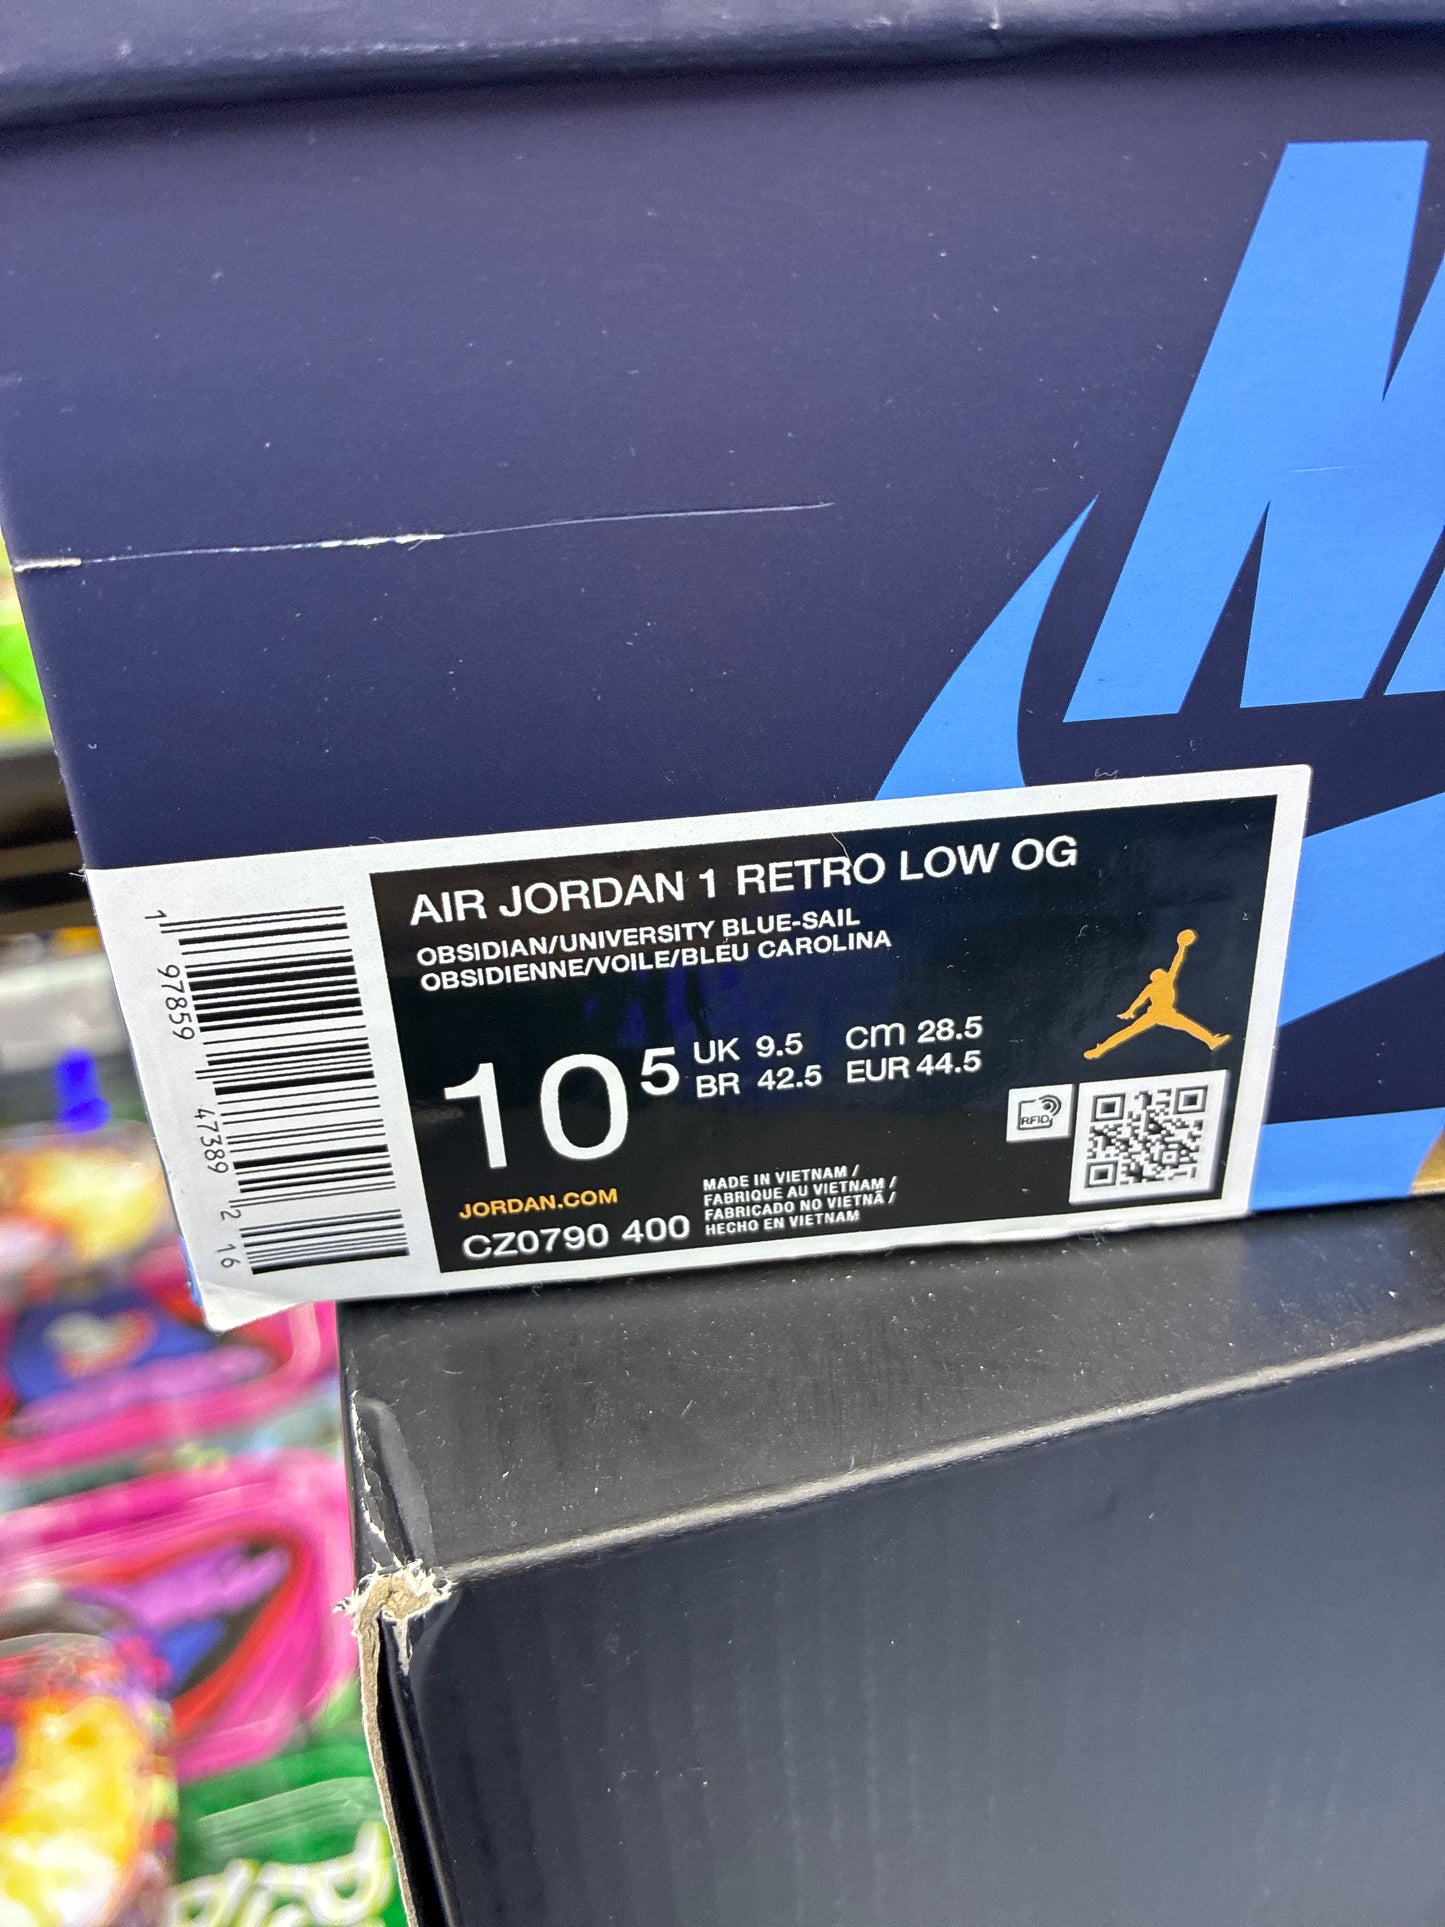 AIR JORDAN 1 RETRO LOW OG
OBSIDIAN/UNIVERSITY BLUE-SAIL
OBSIDIENNE/VOILE/BLEU CAROLINA
10 5
UK 9.5 cm 28.5
BR 42.5 EUR 44.5
RFID
JORDAN.COM
CZ0790 400
MADE IN VIETNAM /
FABRIQUE AU VIETNAM /
FABRICADO NO VIETNÃ /
HECHO EN VIETNAM
1 97859 47389 2 16